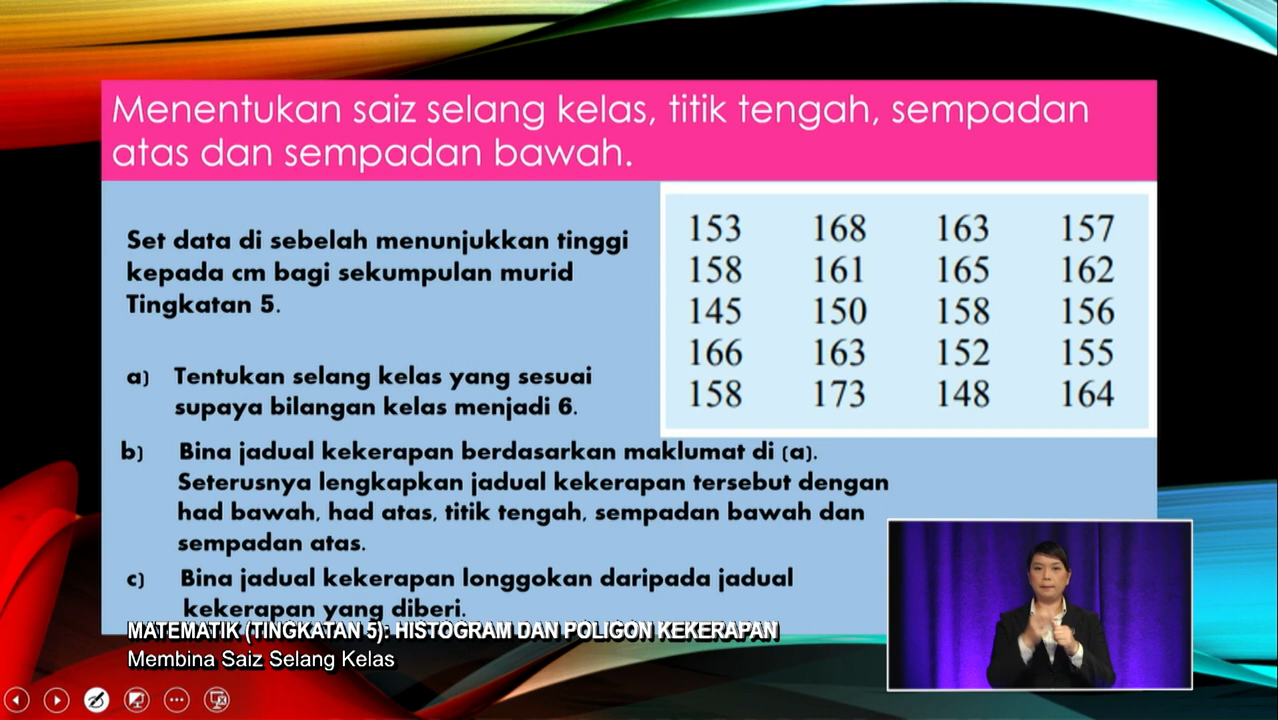 Menentukan saiz selang kelas, titik tengah, sempadan
atas dan sempadan bawah.
Set data di sebelah menunjukkan tinggi
kepada cm bagi sekumpulan murid
Tingkatan 5.
153 168 163 157
158 161 165 162
145 150 158 156
166 163 152 155
158 173 148 164
a) Tentukan selang kelas yang sesuai
supaya bilangan kelas menjadi 6.
b) Bina jadual kekerapan berdasarkan maklumat di (a).
Seterusnya lengkapkan jadual kekerapan tersebut dengan
had bawah, had atas, titik tengah, sempadan bawah dan
sempadan atas.
c) Bina jadual kekerapan longgokan daripada jadual
kekerapan yang diberi.
MATEMATIK (TINGKATAN 5): HISTOGRAM DAN POLIGON KEKERAPAN
Membina Saiz Selang Kelas